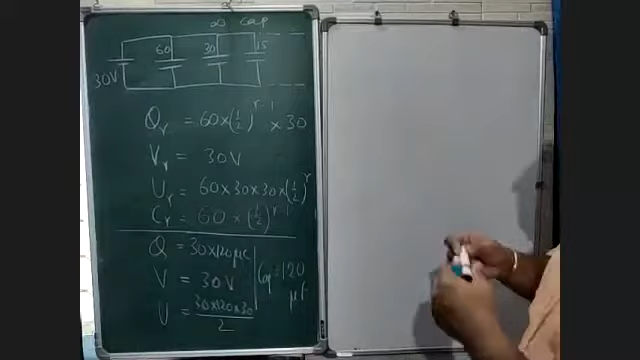 ∞ cap
60 30 15
30V
Qᵣ = 60×(1/2)ʳ⁻¹ × 30
Vᵣ = 30V
Uᵣ = 60×30×30×(1/2)ʳ
Cᵣ = 60 × (1/2)ʳ⁻¹
Q = 30×120μC
V = 30V
U = 30×120×30/2
Cap = 120
μF